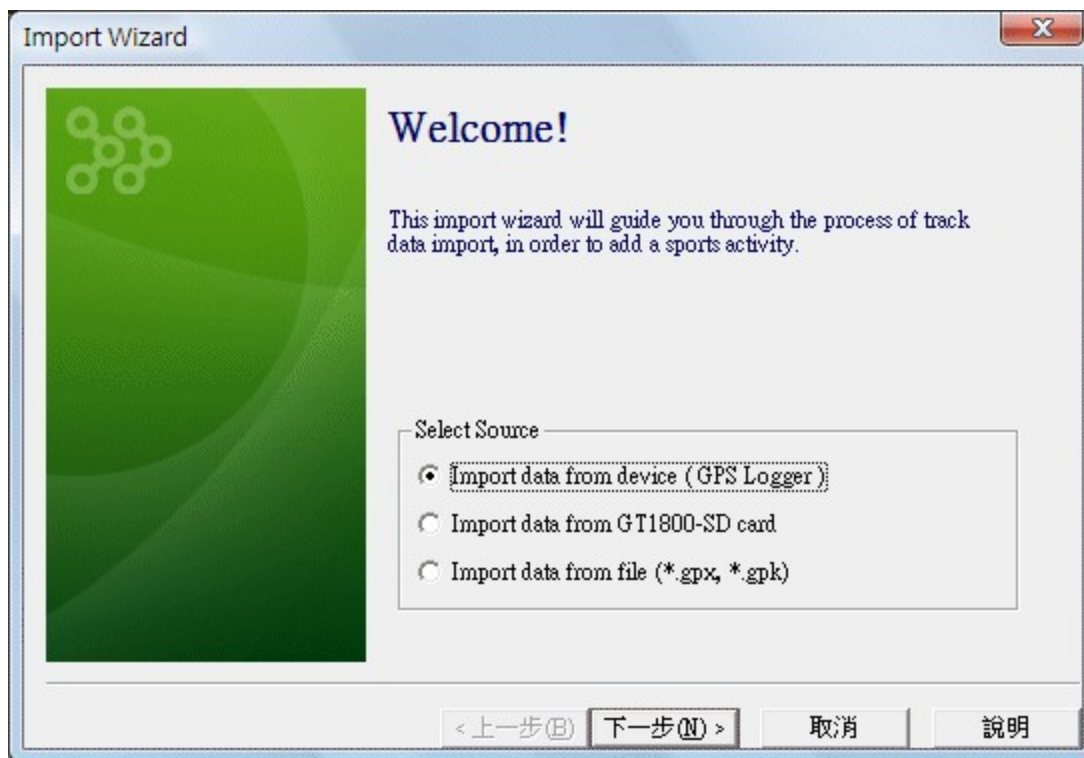 Import Wizard
Welcome!
This import wizard will guide you through the process of track
data import, in order to add a sports activity.
Select Source
Import data from device ( GPS Logger )
Import data from GT1800-SD card
Import data from file (*.gpx, *.gpk)
< 上一步(B) 下一步(N) > 取消 說明